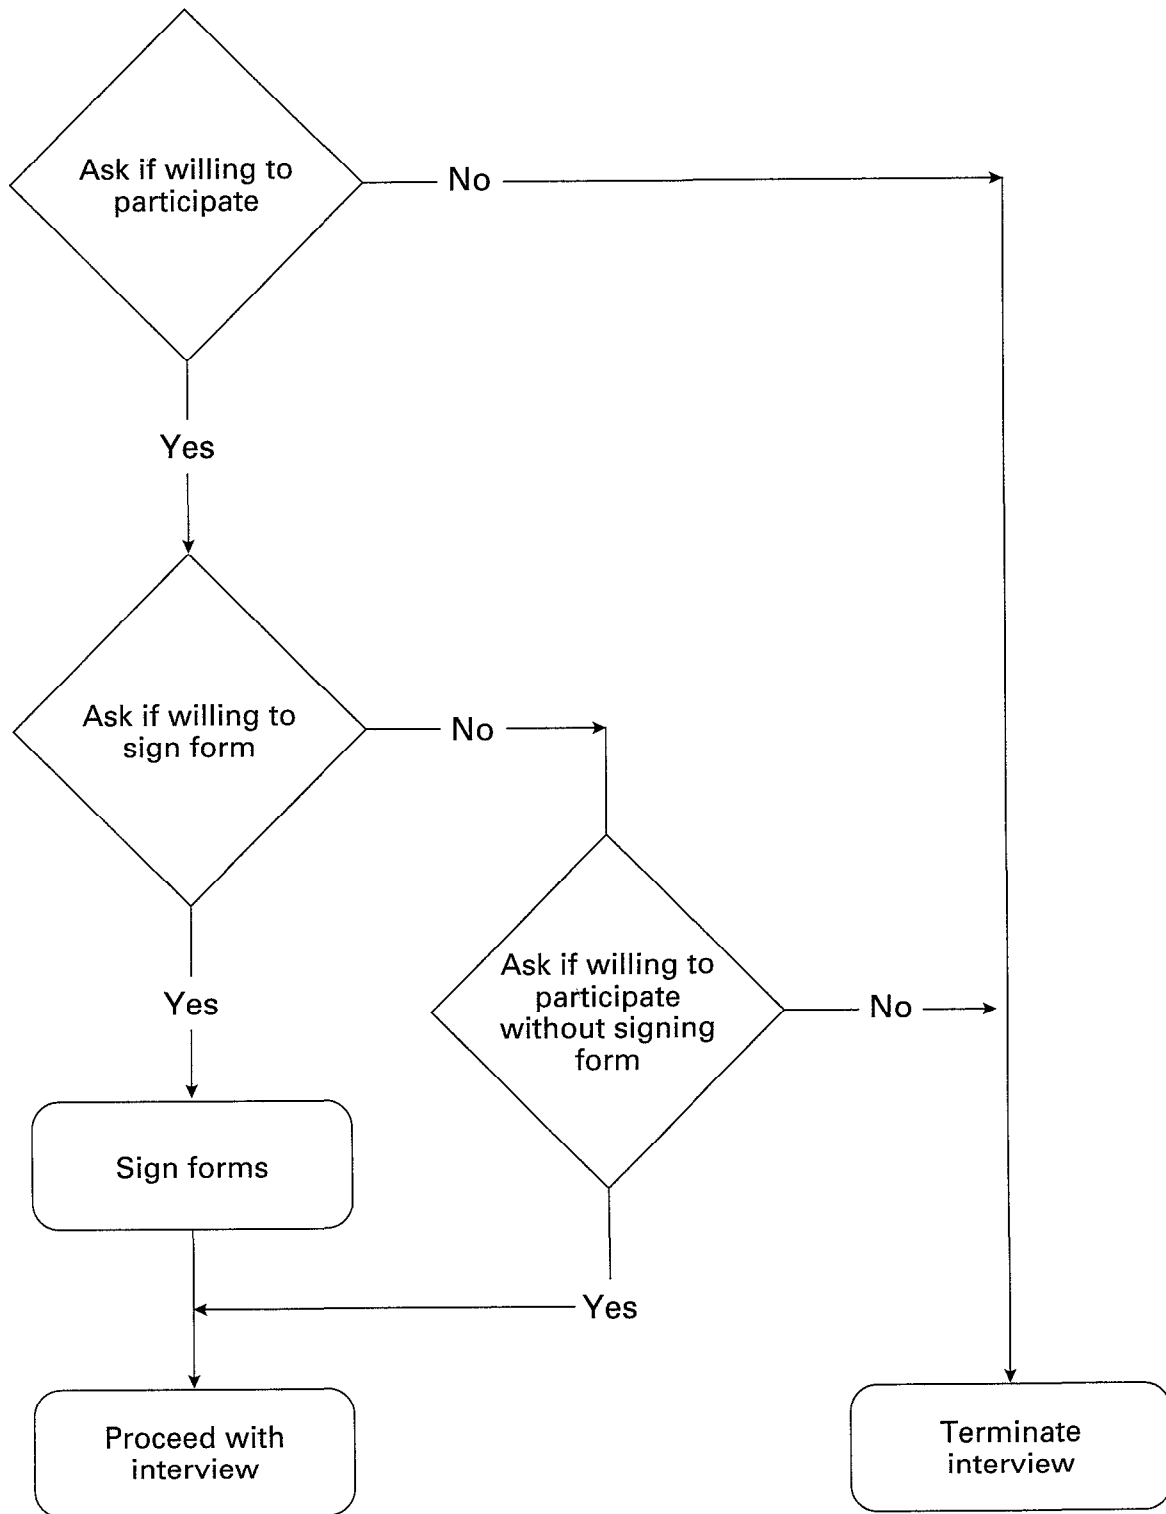 Ask if willing to
participate
No
Yes
Ask if willing to
sign form
No
Ask if willing to
participate
without signing
form
No
Yes
Sign forms
Yes
Proceed with
interview
Terminate
interview